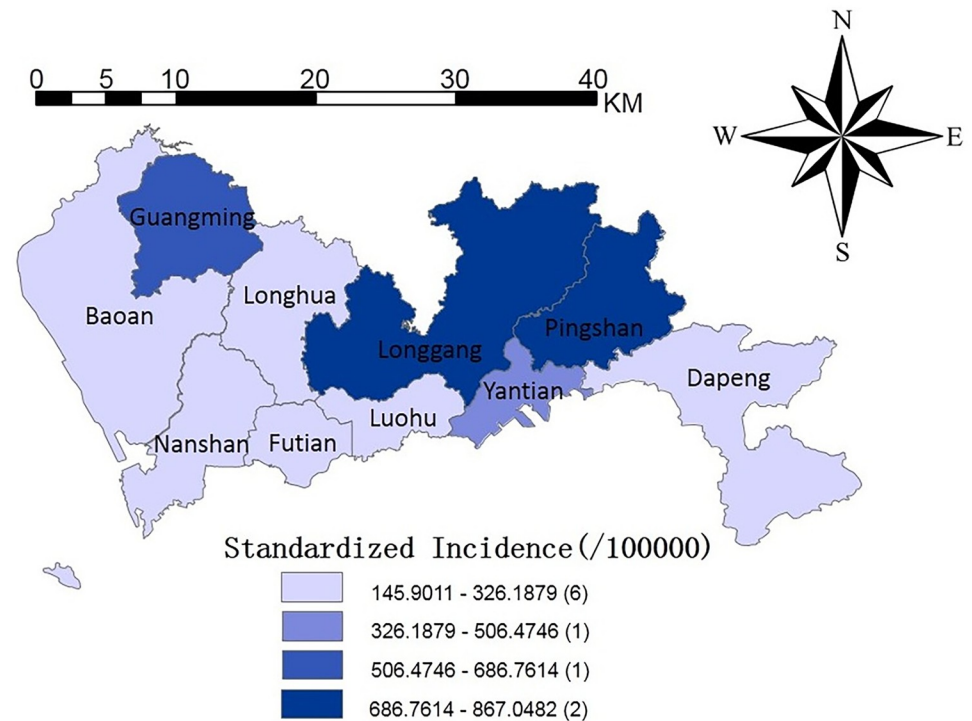 N
0 5 10 20 30 40
KM
W E
S
Guangming
Longhua
Baoan
Pingshan
Longgang
Dapeng
Yantian
Luohu
Nanshan
Futian
Standardized Incidence(/100000)
145.9011 - 326.1879 (6)
326.1879 - 506.4746 (1)
506.4746 - 686.7614 (1)
686.7614 - 867.0482 (2)